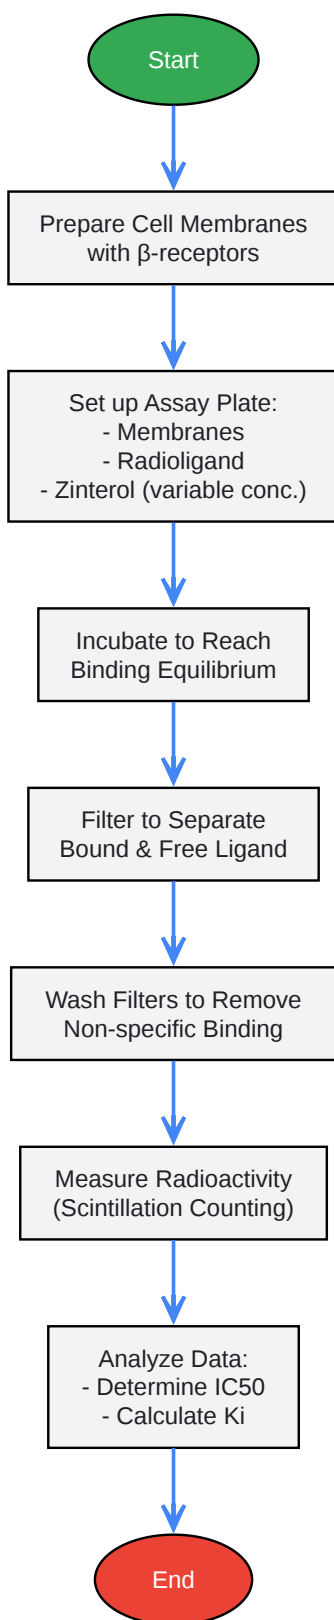 Start
Prepare Cell Membranes
with β-receptors
Set up Assay Plate:
- Membranes
- Radioligand
- Zinterol (variable conc.)
Incubate to Reach
Binding Equilibrium
Filter to Separate
Bound & Free Ligand
Wash Filters to Remove
Non-specific Binding
Measure Radioactivity
(Scintillation Counting)
Analyze Data:
- Determine IC50
- Calculate Ki
End